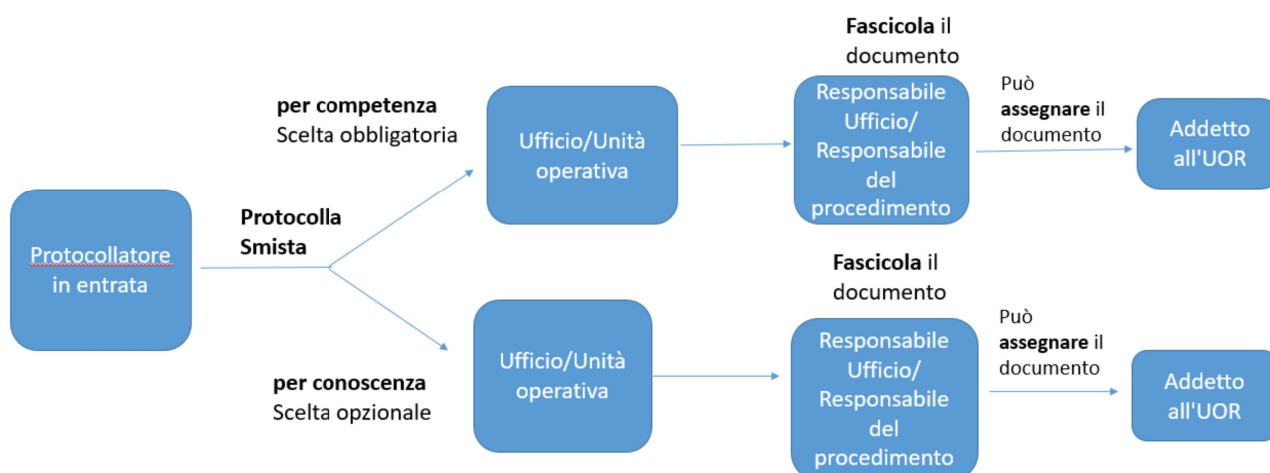 Protocollatore
in entrata
Protocolla
Smista
per competenza
Scelta obbligatoria
Ufficio/Unità
operativa
Fascicola il
documento
Responsabile
Ufficio/
Responsabile
del
procedimento
Può
assegnare il
documento
Addetto
all'UOR
per conoscenza
Scelta opzionale
Ufficio/Unità
operativa
Fascicola il
documento
Responsabile
Ufficio/
Responsabile
del
procedimento
Può
assegnare il
documento
Addetto
all'UOR